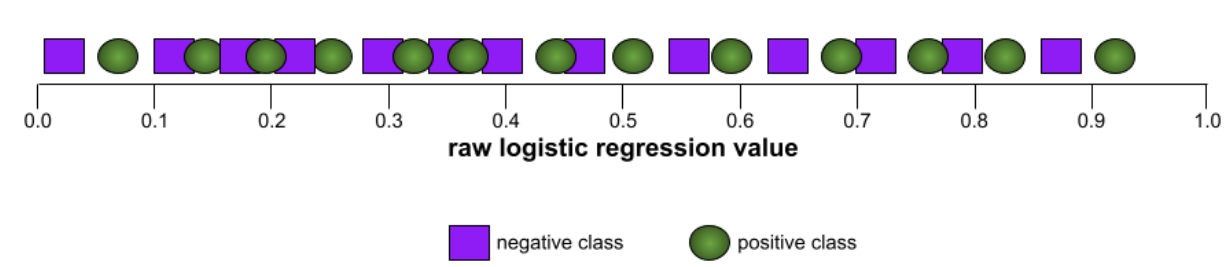 0.0 0.1 0.2 0.3 0.4 0.5 0.6 0.7 0.8 0.9 1.0
raw logistic regression value
negative class positive class